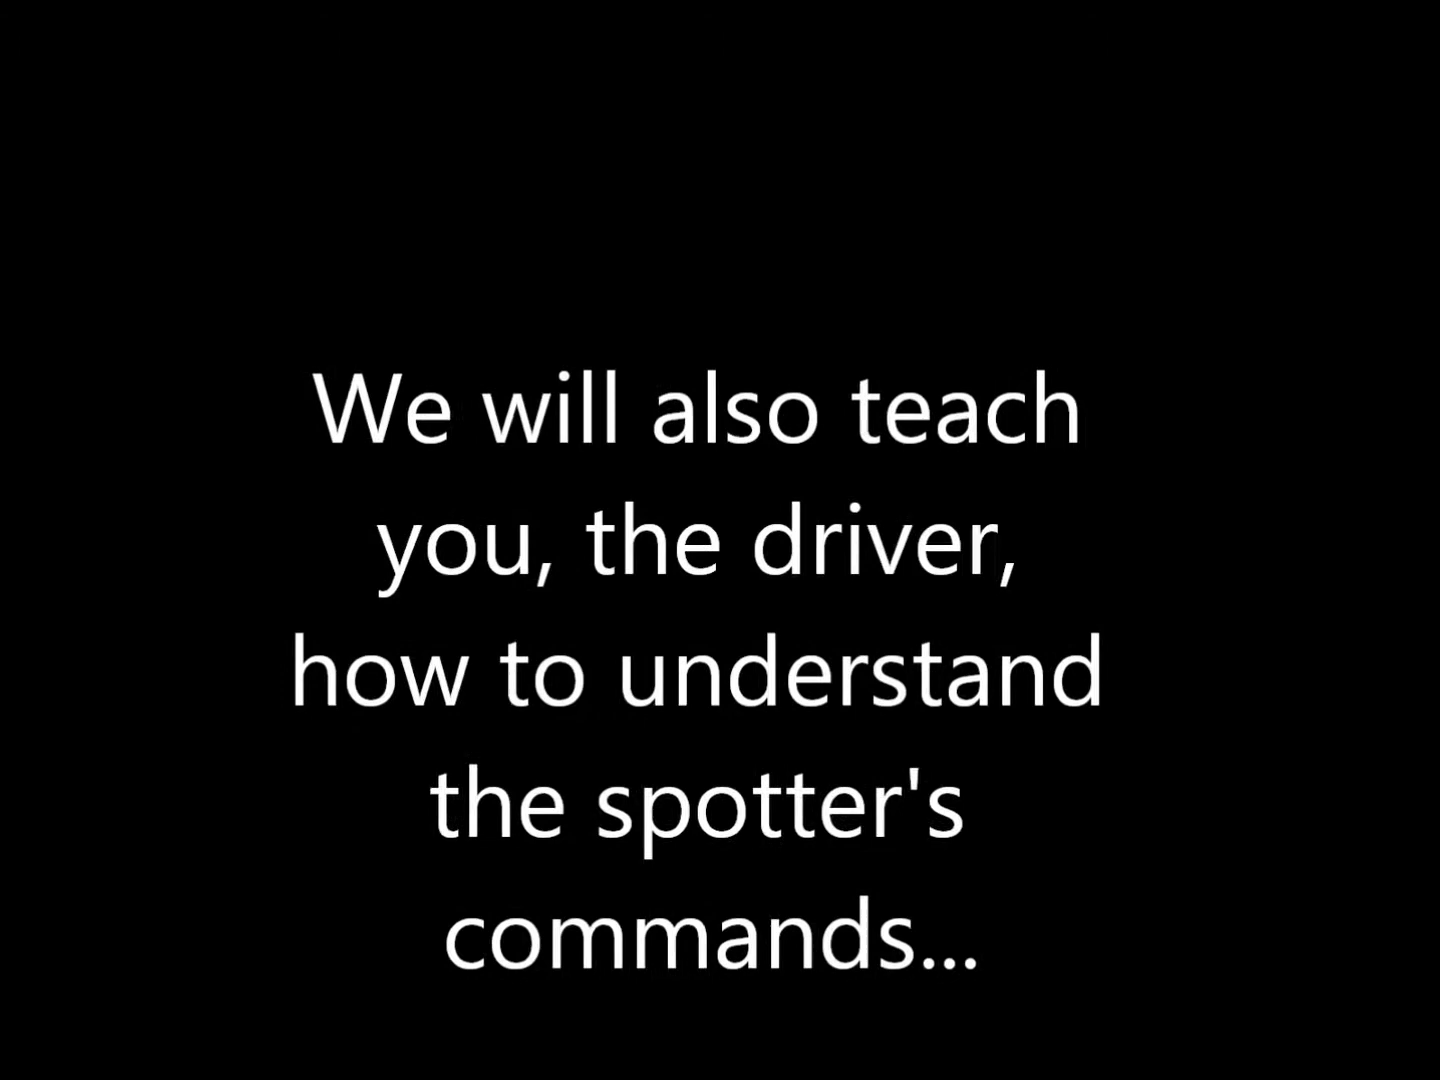 We will also teach
you, the driver,
how to understand
the spotter's
commands...